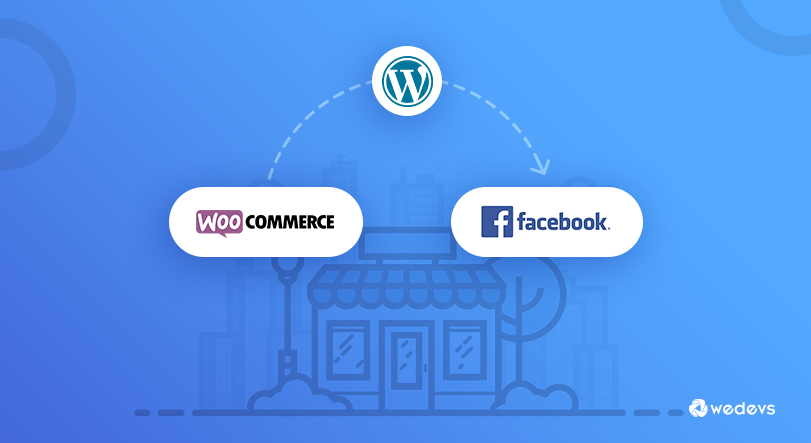 W
WOO COMMERCE
f facebook.
wedevs